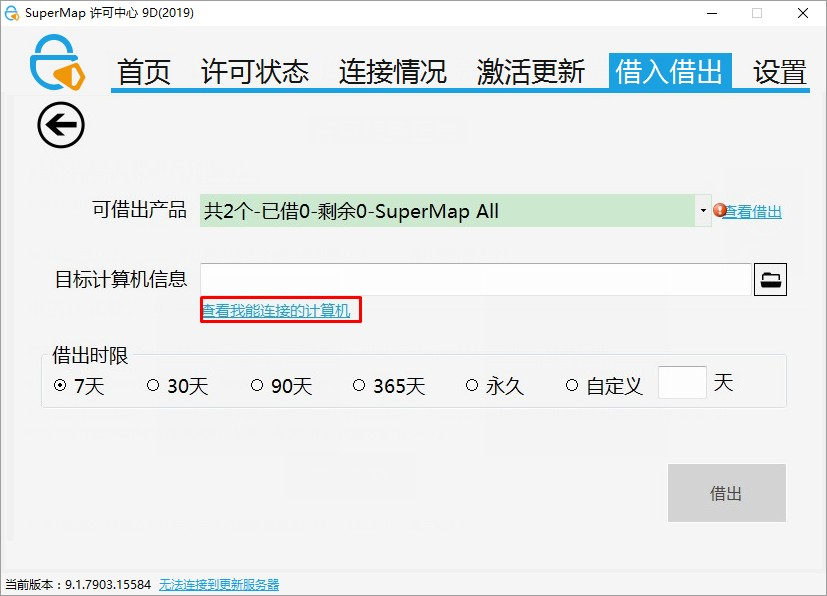 SuperMap 许可中心 9D(2019)
首页 许可状态 连接情况 激活更新 借入借出 设置
可借出产品 共2个-已借0-剩余0-SuperMap All 查看借出
目标计算机信息
查看我能连接的计算机
借出时限
7天 30天 90天 365天 永久 自定义 天
借出
当前版本：9.1.7903.15584 无法连接到更新服务器